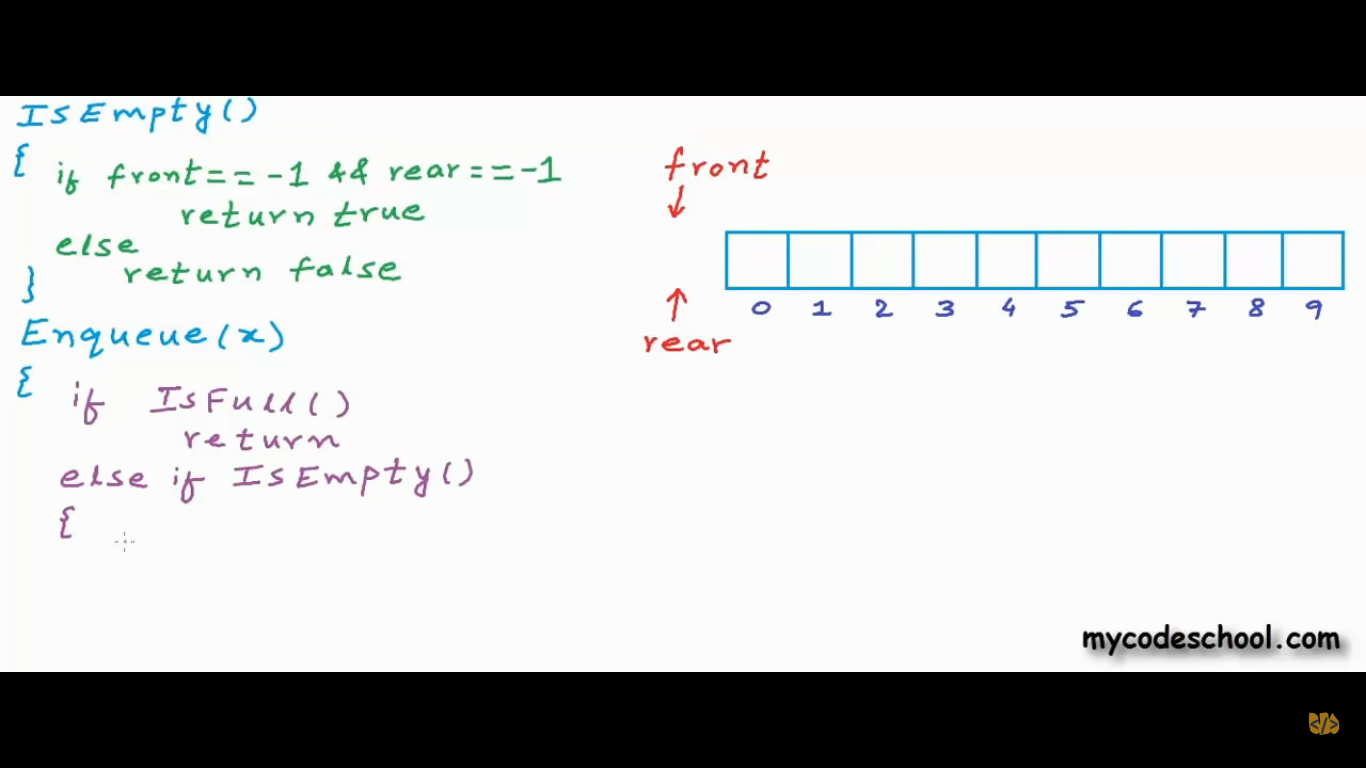 IsEmpty()
{
if front == -1 && rear == -1
return true
else
return false
}
Enqueue(x)
{
if IsFull()
return
else if IsEmpty()
{
front
0 1 2 3 4 5 6 7 8 9
rear
mycodeschool.com